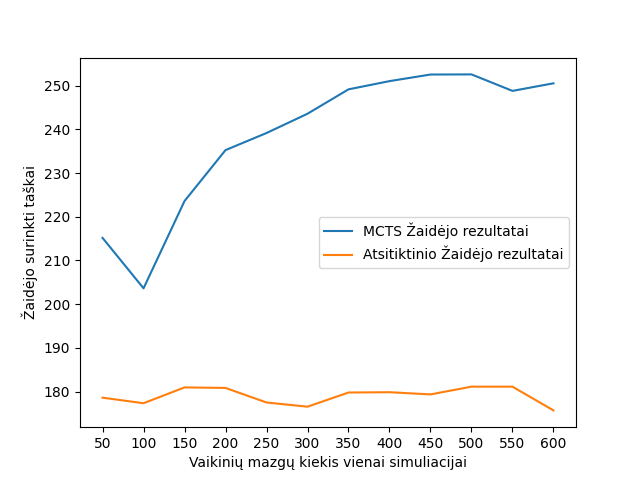 250
240
230
220
210
200
190
180
Žaidėjo surinkti taškai
MCTS Žaidėjo rezultatai
Atsitiktinio Žaidėjo rezultatai
50 100 150 200 250 300 350 400 450 500 550 600
Vaikinių mazgų kiekis vienai simuliacijai